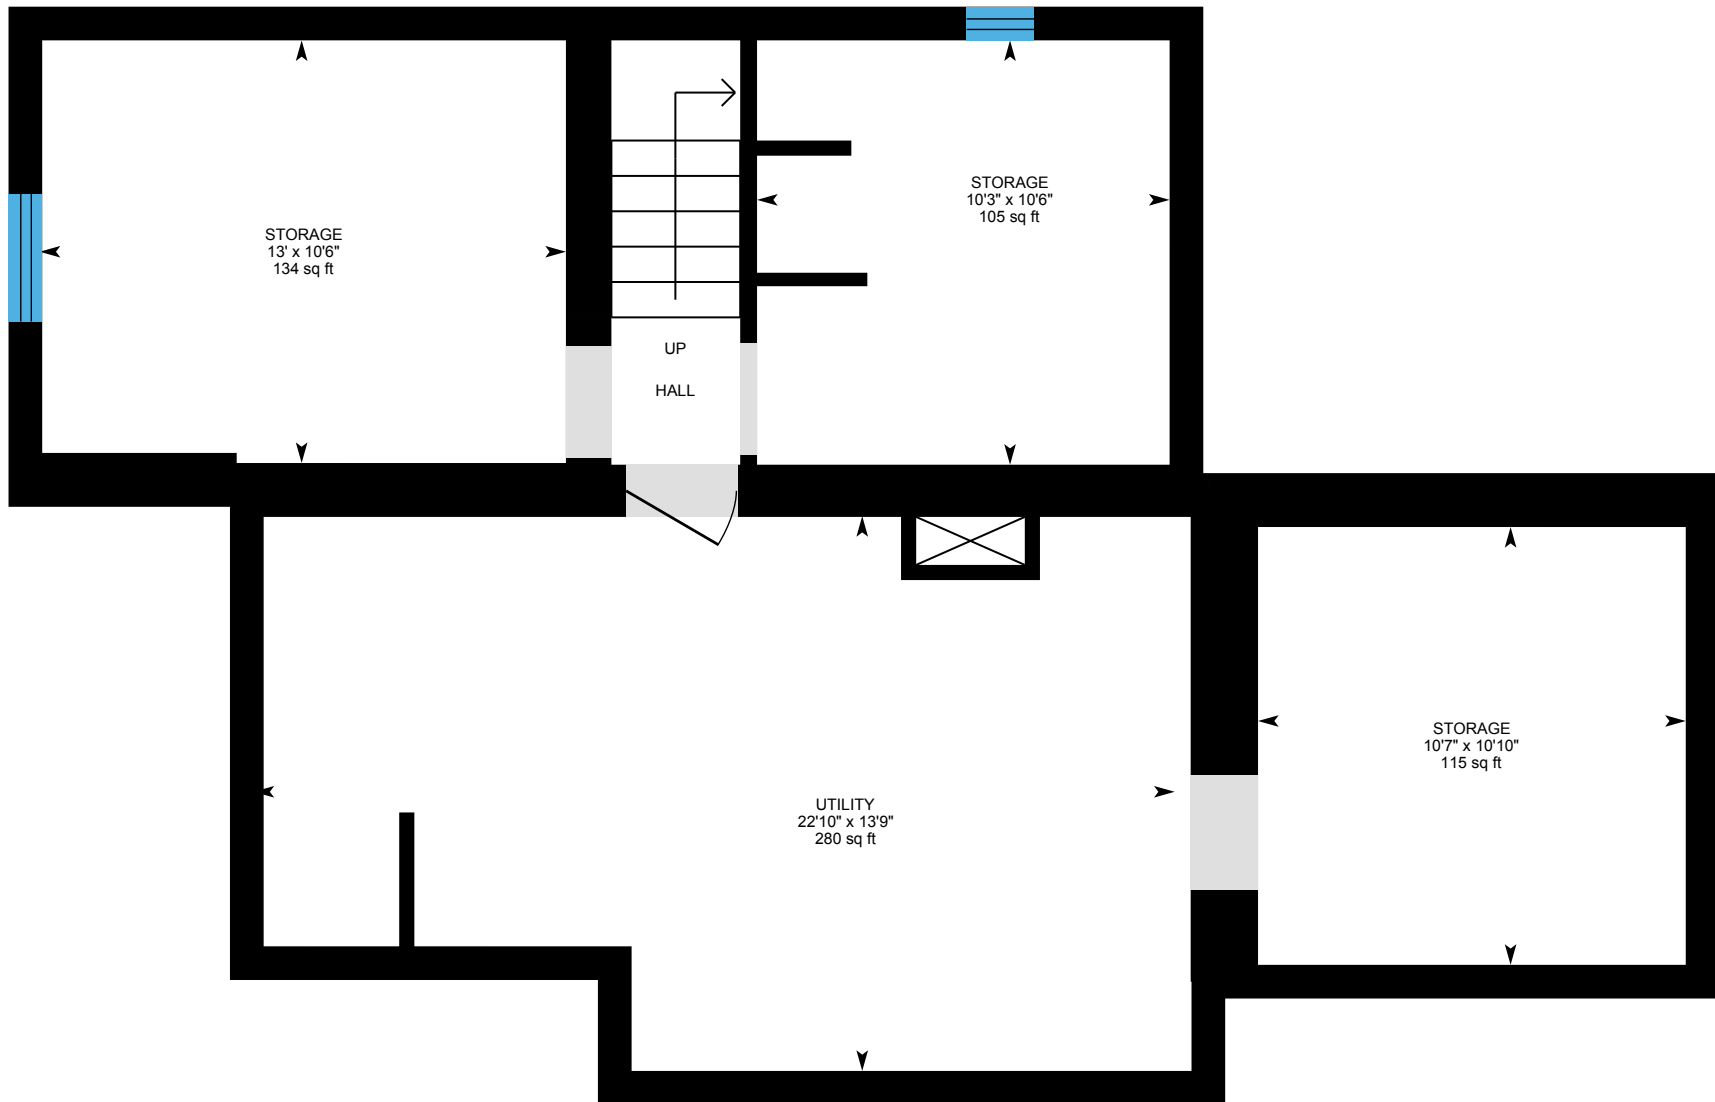 STORAGE
13' x 10'6"
134 sq ft
UP
HALL
STORAGE
10'3" x 10'6"
105 sq ft
UTILITY
22'10" x 13'9"
280 sq ft
STORAGE
10'7" x 10'10"
115 sq ft